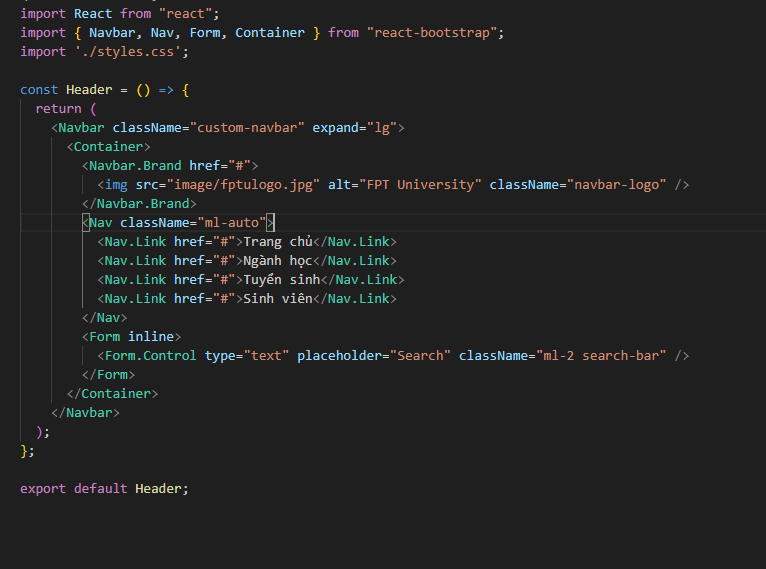 import React from "react";
import { Navbar, Nav, Form, Container } from "react-bootstrap";
import './styles.css';

const Header = () => {
  return (
    <Navbar className="custom-navbar" expand="lg">
      <Container>
        <Navbar.Brand href="#">
          <img src="image/fptulogo.jpg" alt="FPT University" className="navbar-logo" />
        </Navbar.Brand>
        <Nav className="ml-auto">
          <Nav.Link href="#">Trang chủ</Nav.Link>
          <Nav.Link href="#">Ngành học</Nav.Link>
          <Nav.Link href="#">Tuyển sinh</Nav.Link>
          <Nav.Link href="#">Sinh viên</Nav.Link>
        </Nav>
        <Form inline>
          <Form.Control type="text" placeholder="Search" className="ml-2 search-bar" />
        </Form>
      </Container>
    </Navbar>
  );
};

export default Header;